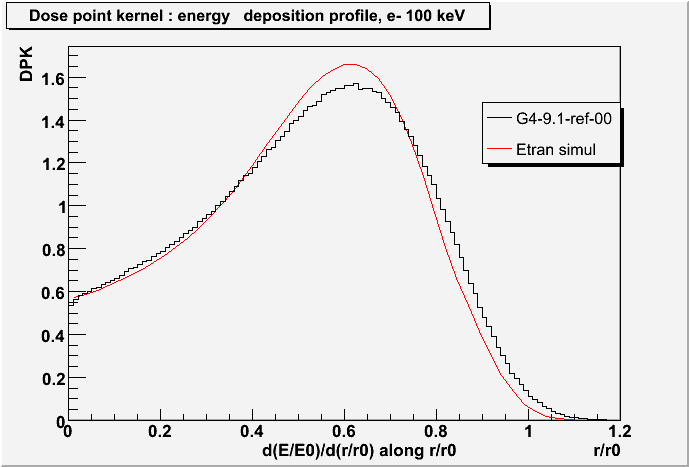 Dose point kernel : energy   deposition profile, e- 100 keV
DPK
1.6
1.4
1.2
1
0.8
0.6
0.4
0.2
0
G4-9.1-ref-00
Etran simul
0 0.2 0.4 0.6 0.8 1 1.2
d(E/E0)/d(r/r0) along r/r0 r/r0